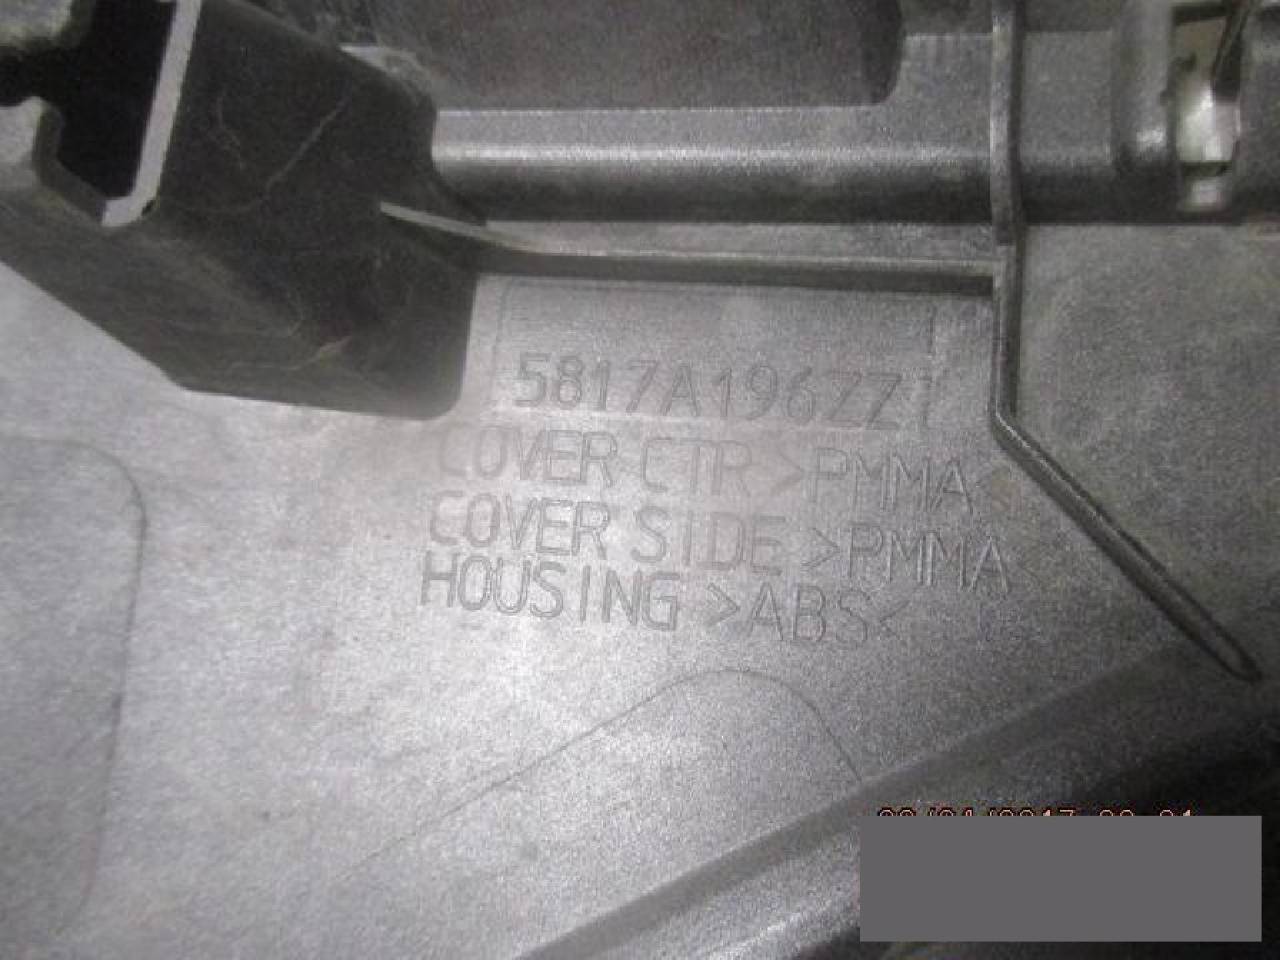 5817A196ZZ
COVER CTR >PMMA<
COVER SIDE >PMMA<
HOUSING >ABS<